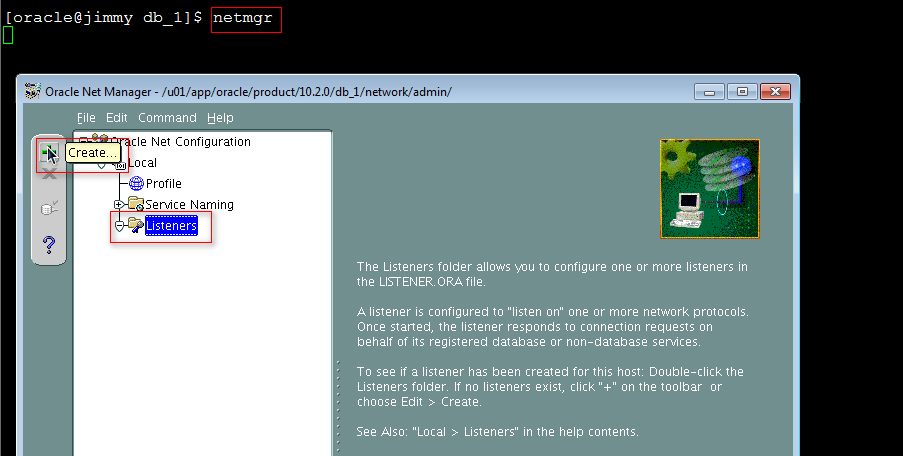 [oracle@jimmy db_1]$ netmgr
Oracle Net Manager - /u01/app/oracle/product/10.2.0/db_1/network/admin/
File Edit Command Help
Oracle Net Configuration
Create...
Local
Profile
Service Naming
Listeners
The Listeners folder allows you to configure one or more listeners in
the LISTENER.ORA file.
A listener is configured to "listen on" one or more network protocols.
Once started, the listener responds to connection requests on
behalf of its registered database or non-database services.
To see if a listener has been created for this host: Double-click the
Listeners folder. If no listeners exist, click "+" on the toolbar or
choose Edit > Create.
See Also: "Local > Listeners" in the help contents.